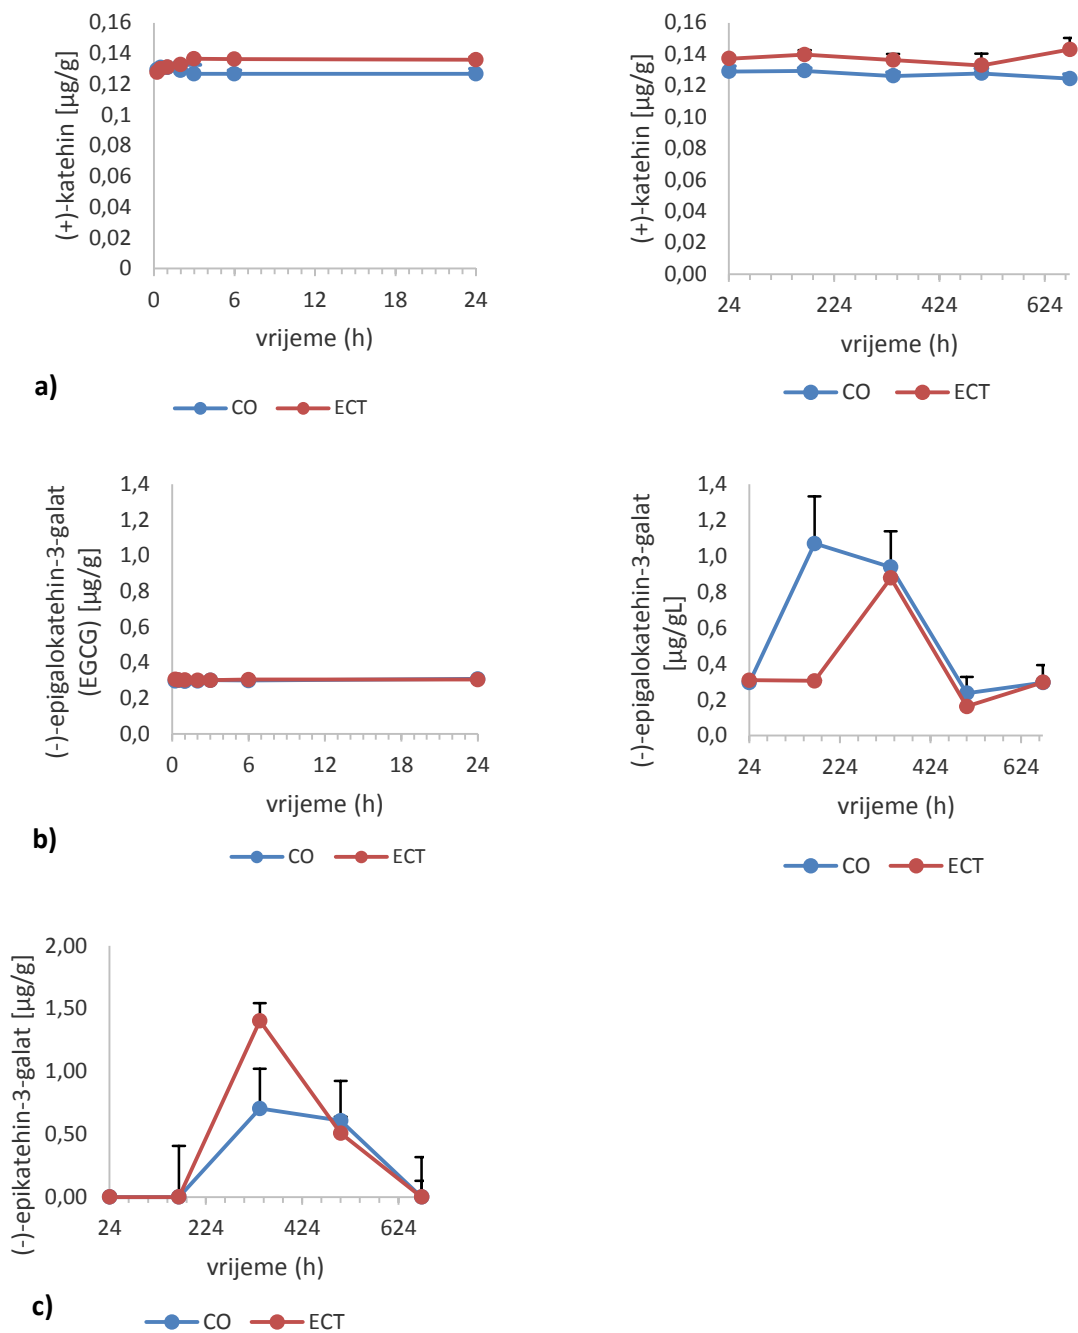 (+)-katehin [µg/g]
0,16
0,14
0,12
0,1
0,08
0,06
0,04
0,02
0
0 6 12 18 24
vrijeme (h)
CO ECT
(+)-katehin [µg/g]
0,16
0,14
0,12
0,10
0,08
0,06
0,04
0,02
0,00
24 224 424 624
vrijeme (h)
CO ECT
a)
(-)-epigalokatehin-3-galat
(EGCG) [µg/g]
1,4
1,2
1,0
0,8
0,6
0,4
0,2
0,0
0 6 12 18 24
vrijeme (h)
CO ECT
(-)-epigalokatehin-3-galat
[µg/gL]
1,4
1,2
1,0
0,8
0,6
0,4
0,2
0,0
24 224 424 624
vrijeme (h)
CO ECT
b)
(-)-epikatehin-3-galat [µg/g]
2,00
1,50
1,00
0,50
0,00
24 224 424 624
vrijeme (h)
c)
CO ECT